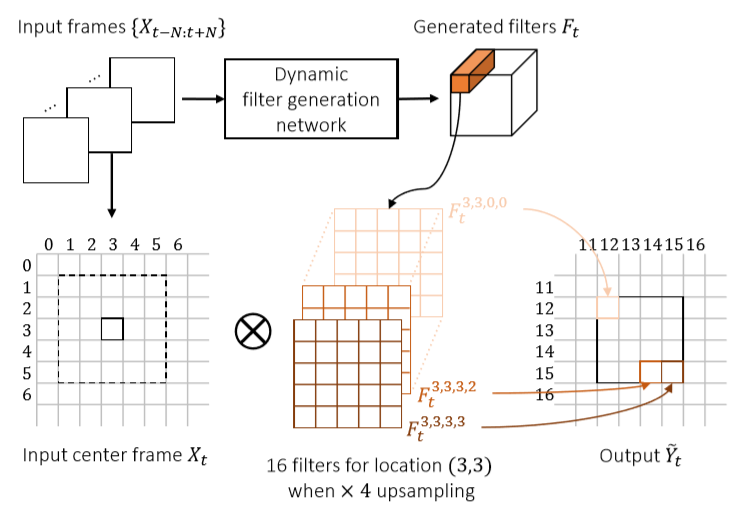 Input frames {X_{t−N:t+N}}
Generated filters F_t
...
...
Dynamic
filter generation
network
F_t^{3,3,0,0}
0 1 2 3 4 5 6
0
1
2
3
4
5
6
11 12 13 14 15 16
11
12
13
14
15
16
F_t^{3,3,3,2}
F_t^{3,3,3,3}
Input center frame X_t
16 filters for location (3,3)
when × 4 upsampling
Output Ỹ_t